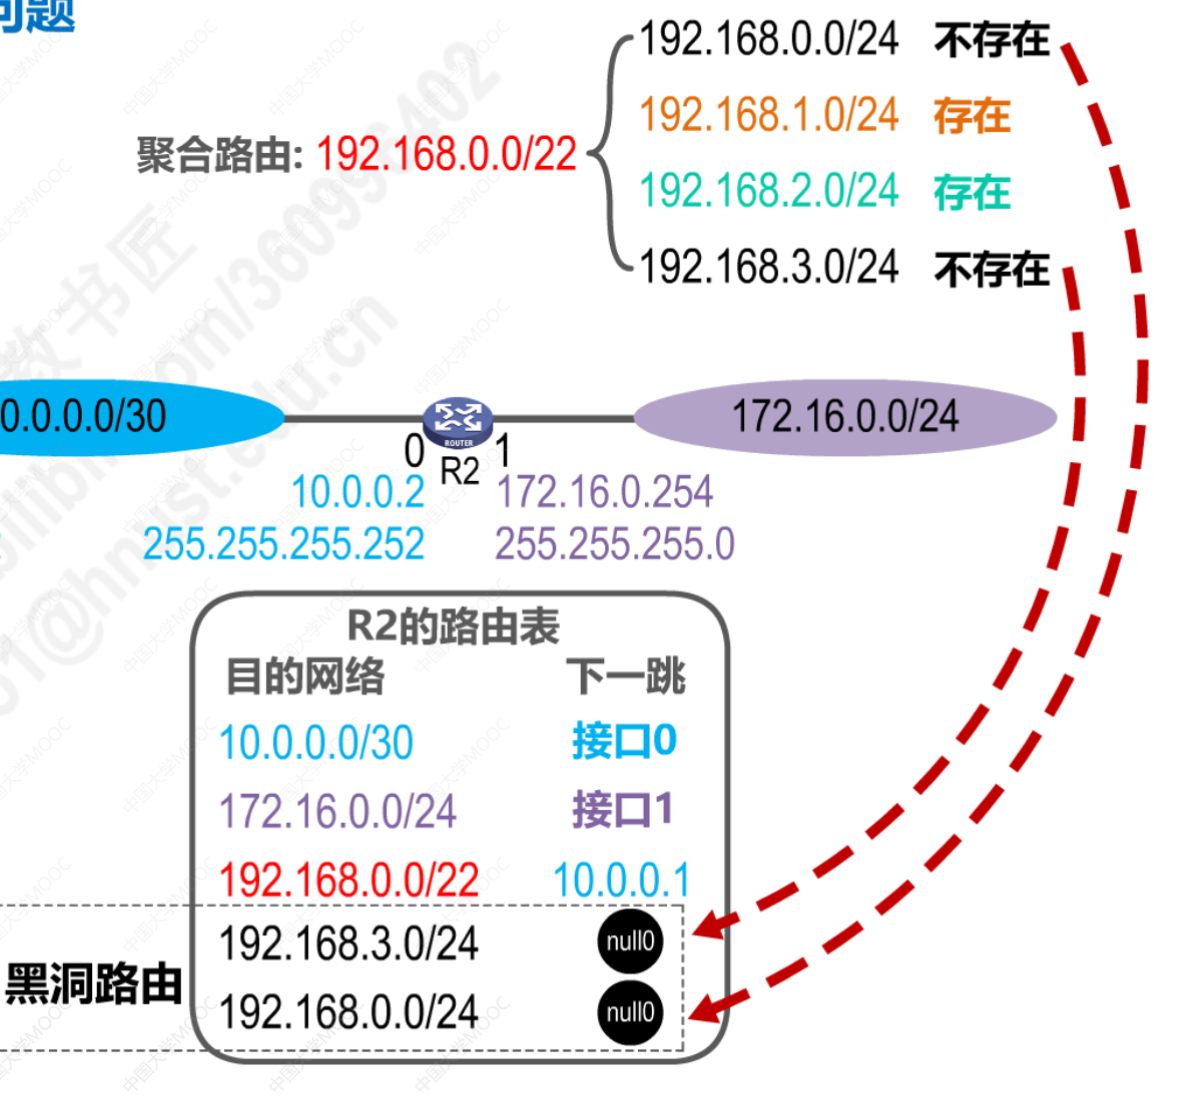 问题
192.168.0.0/24 不存在
192.168.1.0/24 存在
聚合路由: 192.168.0.0/22
192.168.2.0/24 存在
192.168.3.0/24 不存在
0.0.0.0/30
ROUTER
172.16.0.0/24
0
R2
1
10.0.0.2
172.16.0.254
255.255.255.252
255.255.255.0
R2的路由表
目的网络 下一跳
10.0.0.0/30 接口0
172.16.0.0/24 接口1
192.168.0.0/22 10.0.0.1
192.168.3.0/24 null0
黑洞路由
192.168.0.0/24 null0
教书匠
中国大学MOOC